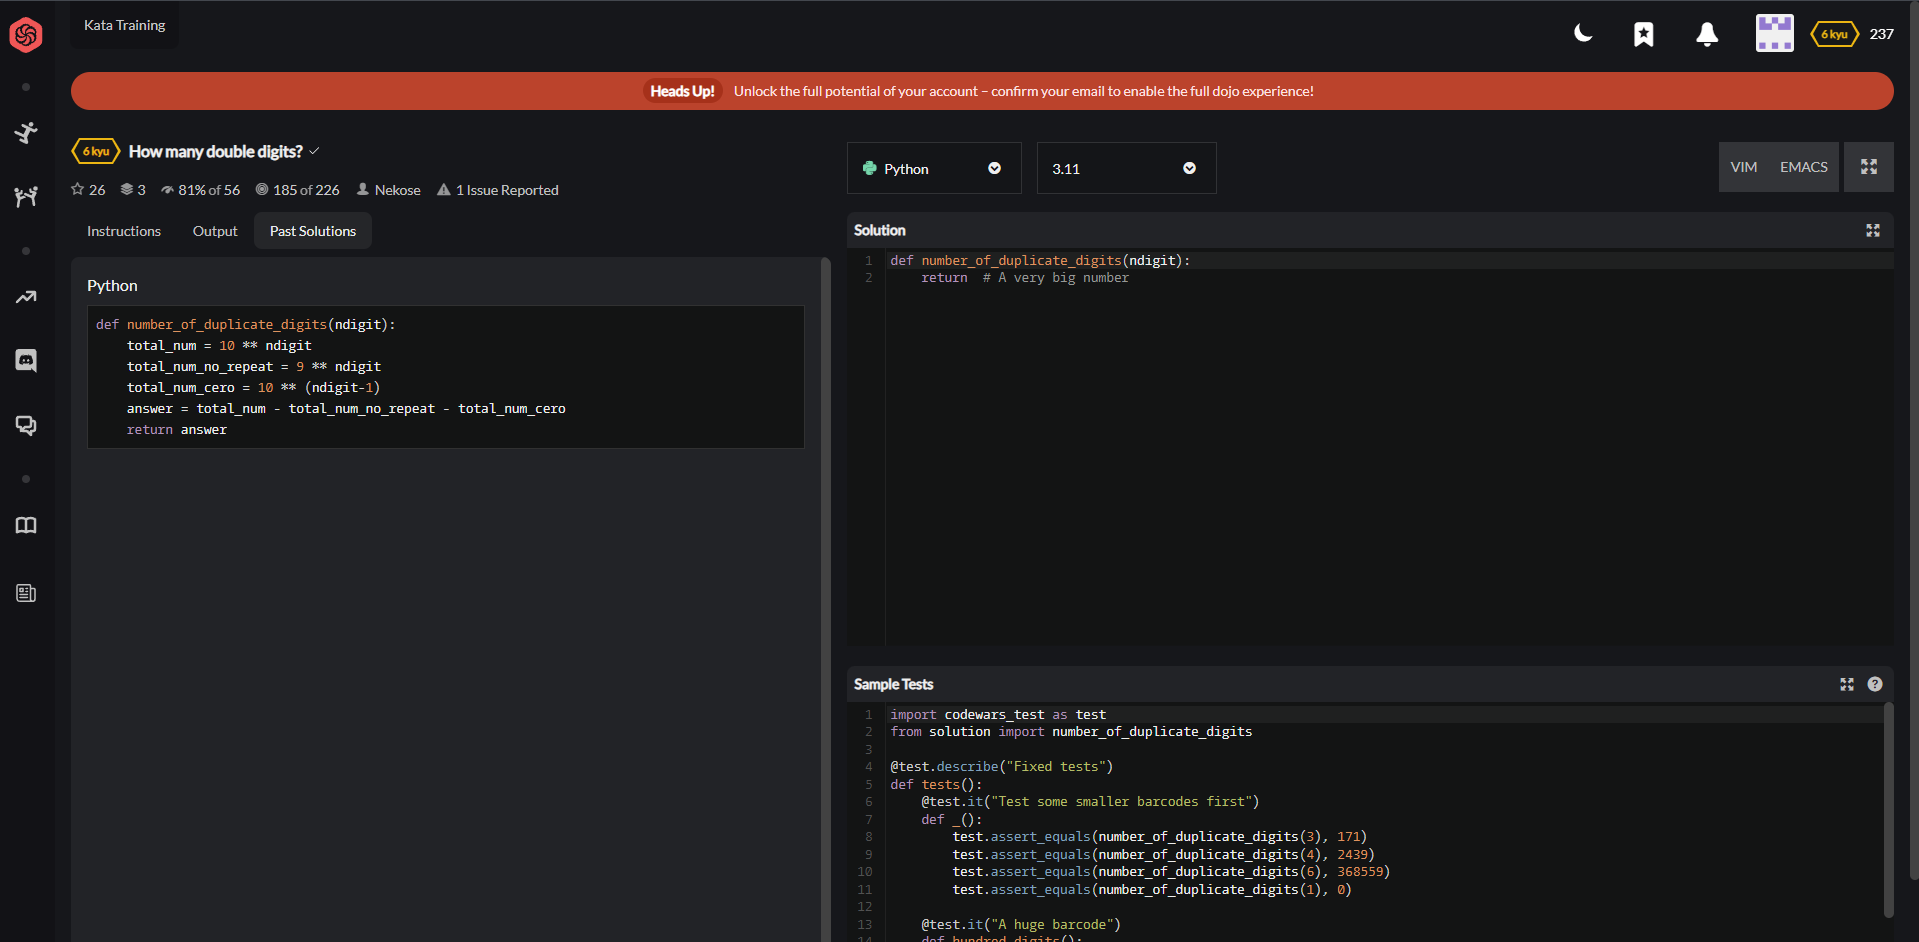 Kata Training
6 kyu 237
Heads Up! Unlock the full potential of your account – confirm your email to enable the full dojo experience!
6 kyu How many double digits?
26 3 81% of 56 185 of 226 Nekose 1 Issue Reported
Instructions Output Past Solutions
Python
def number_of_duplicate_digits(ndigit):
    total_num = 10 ** ndigit
    total_num_no_repeat = 9 ** ndigit
    total_num_cero = 10 ** (ndigit-1)
    answer = total_num - total_num_no_repeat - total_num_cero
    return answer
Python 3.11 VIM EMACS
Solution
1 def number_of_duplicate_digits(ndigit):
2     return  # A very big number
Sample Tests
1 import codewars_test as test
2 from solution import number_of_duplicate_digits
3
4 @test.describe("Fixed tests")
5 def tests():
6     @test.it("Test some smaller barcodes first")
7     def _():
8         test.assert_equals(number_of_duplicate_digits(3), 171)
9         test.assert_equals(number_of_duplicate_digits(4), 2439)
10         test.assert_equals(number_of_duplicate_digits(6), 368559)
11         test.assert_equals(number_of_duplicate_digits(1), 0)
12
13     @test.it("A huge barcode")
14     def hundred_digits():